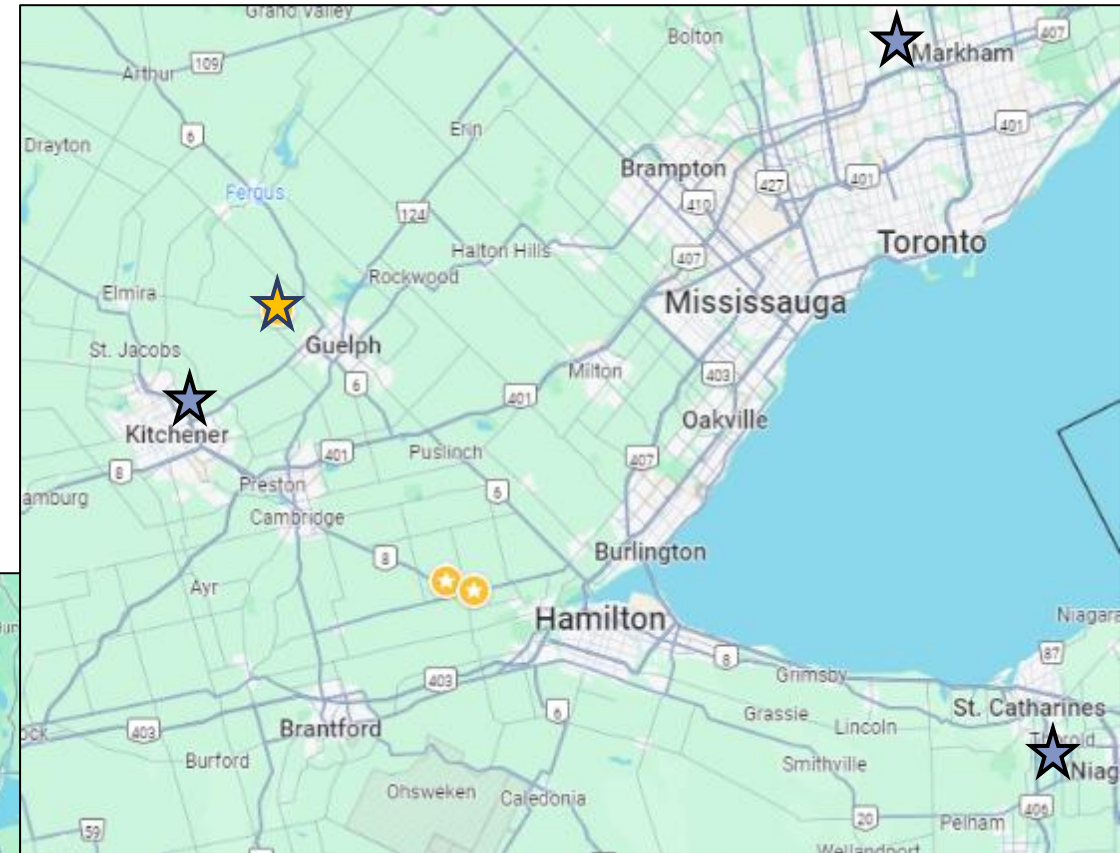 Grand Valley
Bolton
407
Markham
Arthur
109
401
6
Erin
Drayton
Brampton
427
401
Fergus
410
124
Toronto
Halton Hills
407
Rockwood
Elmira
Mississauga
St. Jacobs
Guelph
Milton
403
6
401
Oakville
Kitchener
401
Puslinch
407
8
Preston
6
amburg
Cambridge
8
Burlington
Ayr
Hamilton
Niagara
87
8
Grimsby
403
St. Catharines
6
Grassie
Lincoln
403
Brantford
Burford
Smithville
Niag
Ohsweken
Caledonia
406
20
Pelham
59
Wellandport